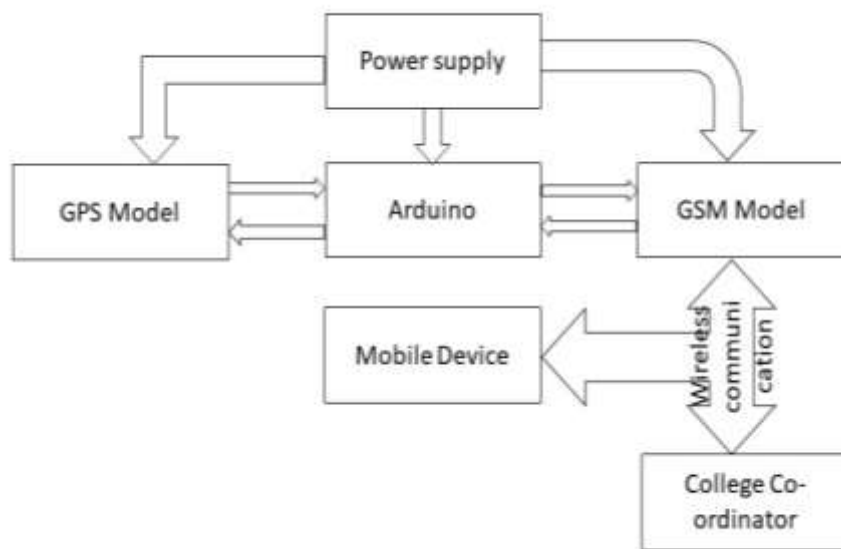 Power supply
GPS Model
Arduino
GSM Model
Mobile Device
Wireless
communi
cation
College Co-
ordinator